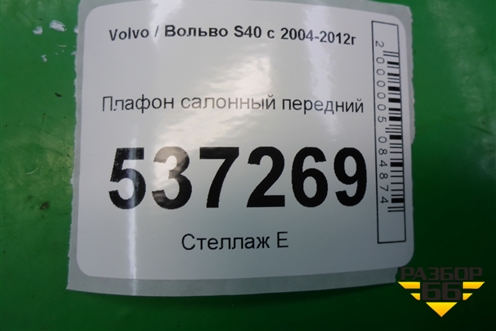 Volvo / Вольво S40 с 2004-2012г
Плафон салонный передний
537269
Стеллаж Е
2000005084874
РАЗБОР
66